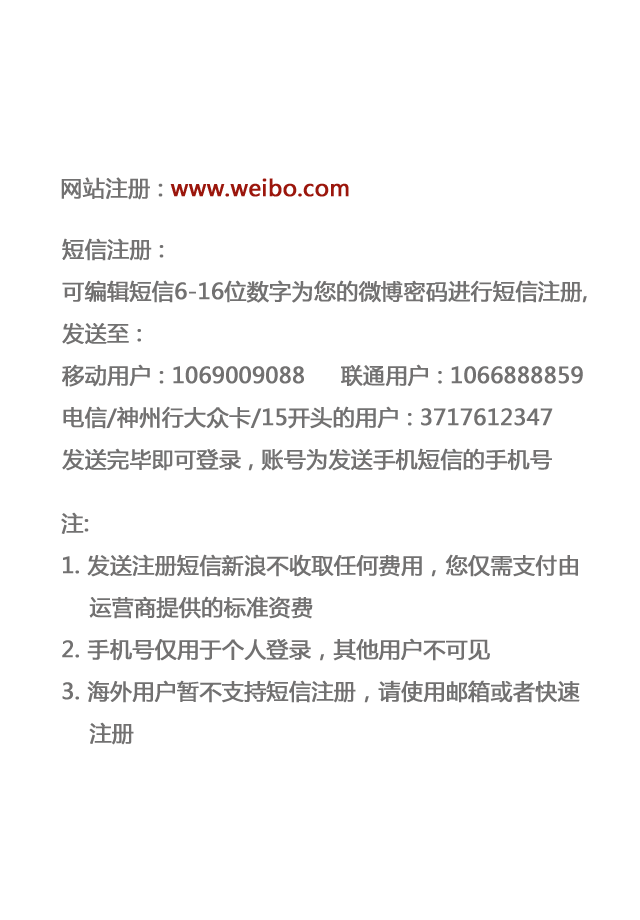 网站注册：www.weibo.com
短信注册：
可编辑短信6-16位数字为您的微博密码进行短信注册,
发送至：
移动用户：1069009088 联通用户：1066888859
电信/神州行大众卡/15开头的用户：3717612347
发送完毕即可登录，账号为发送手机短信的手机号
注:
1. 发送注册短信新浪不收取任何费用，您仅需支付由
运营商提供的标准资费
2. 手机号仅用于个人登录，其他用户不可见
3. 海外用户暂不支持短信注册，请使用邮箱或者快速
注册